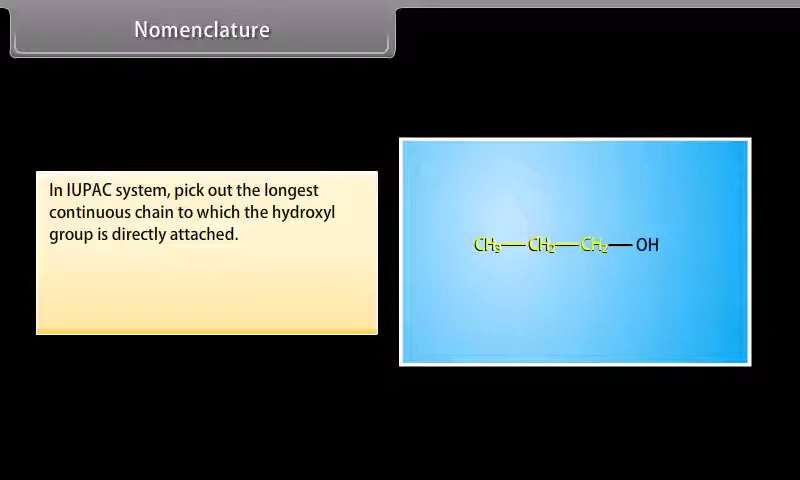 Nomenclature
In IUPAC system, pick out the longest
continuous chain to which the hydroxyl
group is directly attached.
CH₃—CH₂—CH₂—OH